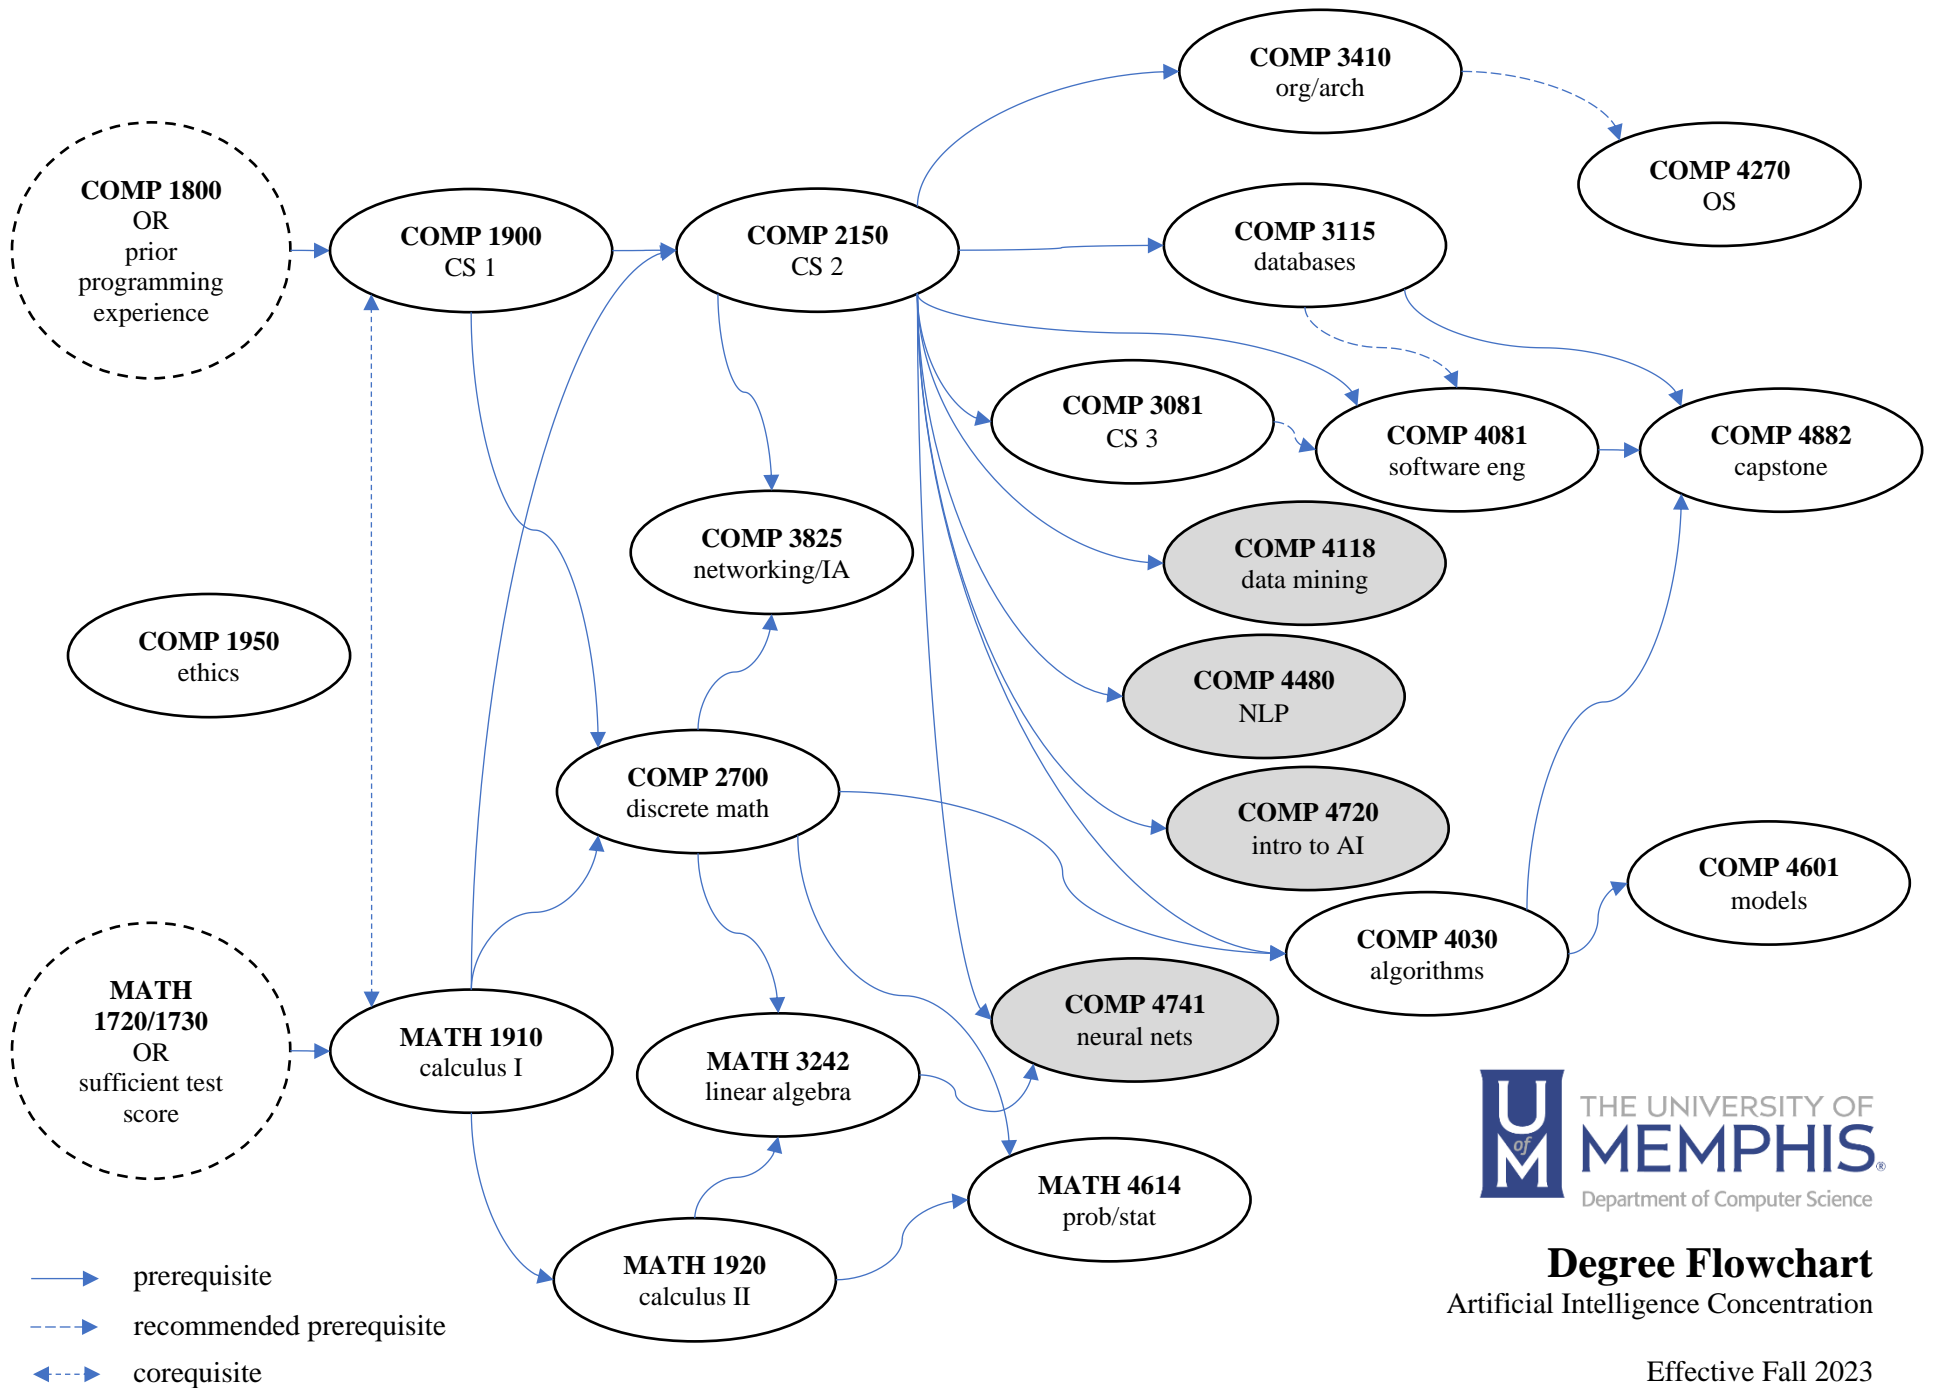 COMP 3410
org/arch
COMP 4270
OS
COMP 1800
OR
prior
programming
experience
COMP 1900
CS 1
COMP 2150
CS 2
COMP 3115
databases
COMP 3081
CS 3
COMP 4081
software eng
COMP 4882
capstone
COMP 3825
networking/IA
COMP 4118
data mining
COMP 1950
ethics
COMP 4480
NLP
COMP 2700
discrete math
COMP 4720
intro to AI
COMP 4601
models
COMP 4030
algorithms
MATH
1720/1730
OR
sufficient test
score
MATH 1910
calculus I
MATH 3242
linear algebra
COMP 4741
neural nets
MATH 4614
prob/stat
MATH 1920
calculus II
U
of
M
THE UNIVERSITY OF
MEMPHIS®
Department of Computer Science
Degree Flowchart
Artificial Intelligence Concentration
Effective Fall 2023
prerequisite
recommended prerequisite
corequisite